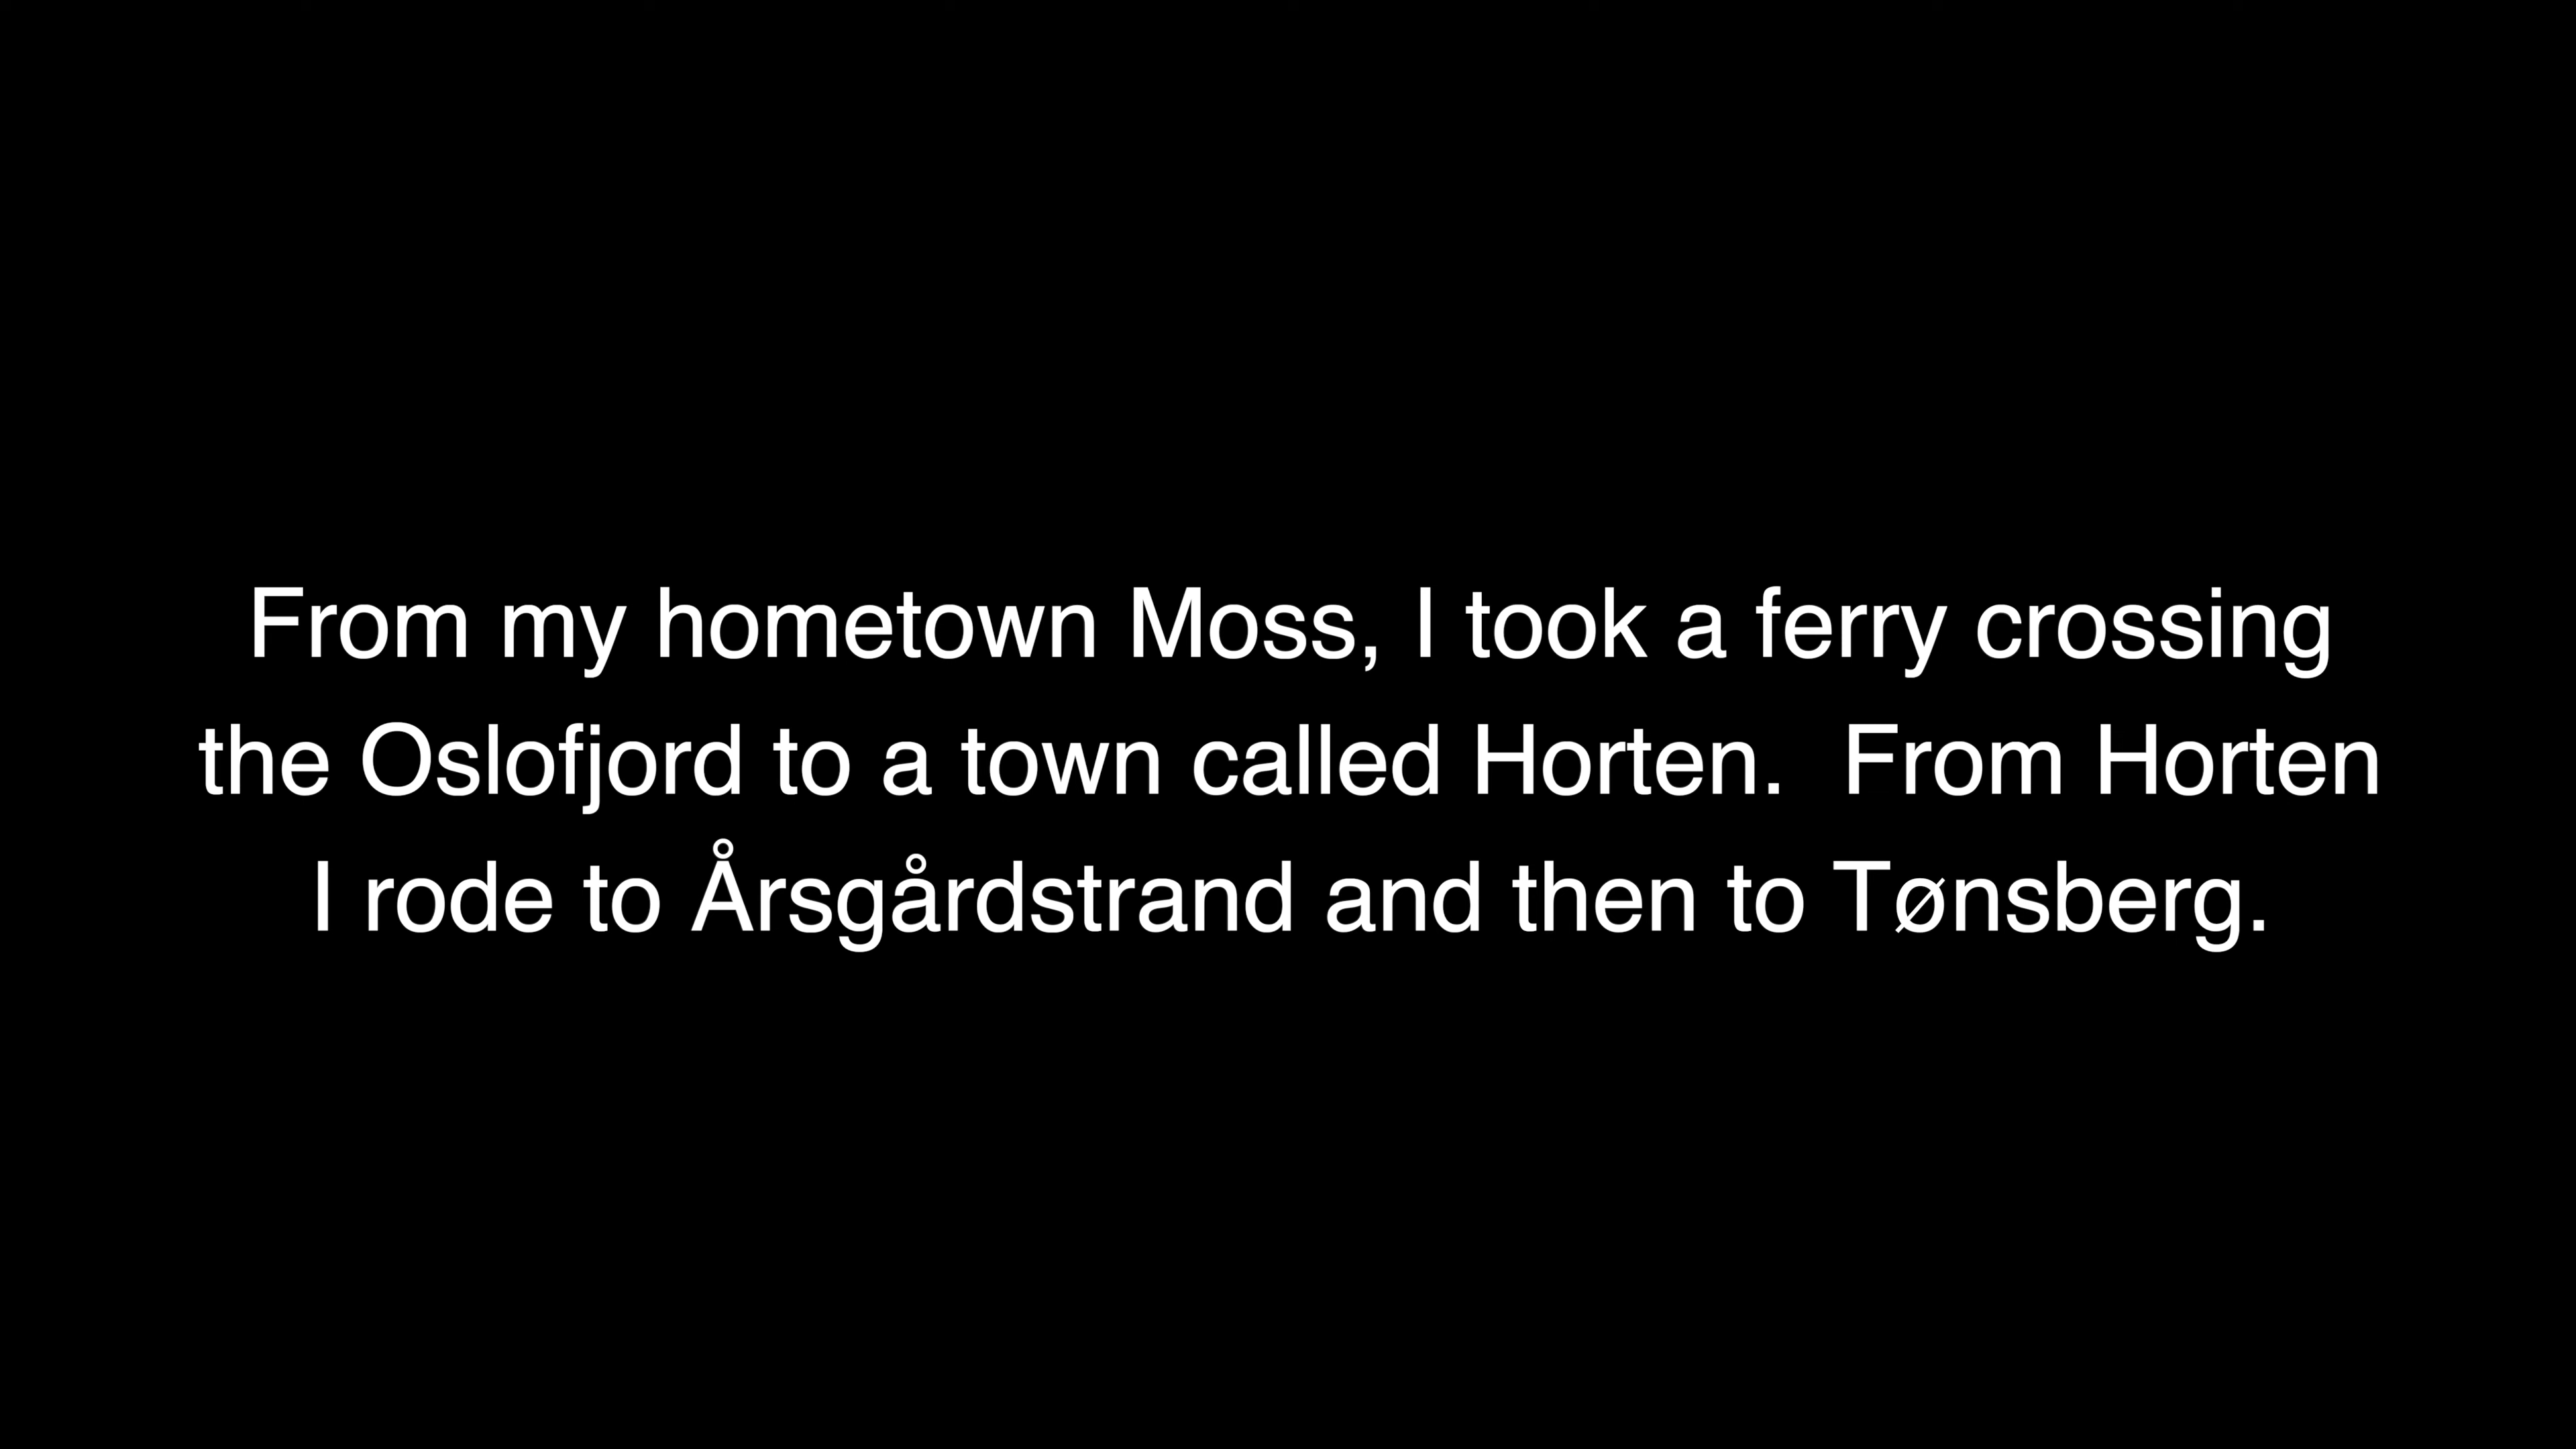 From my hometown Moss, I took a ferry crossing
the Oslofjord to a town called Horten.  From Horten
I rode to Årsgårdstrand and then to Tønsberg.